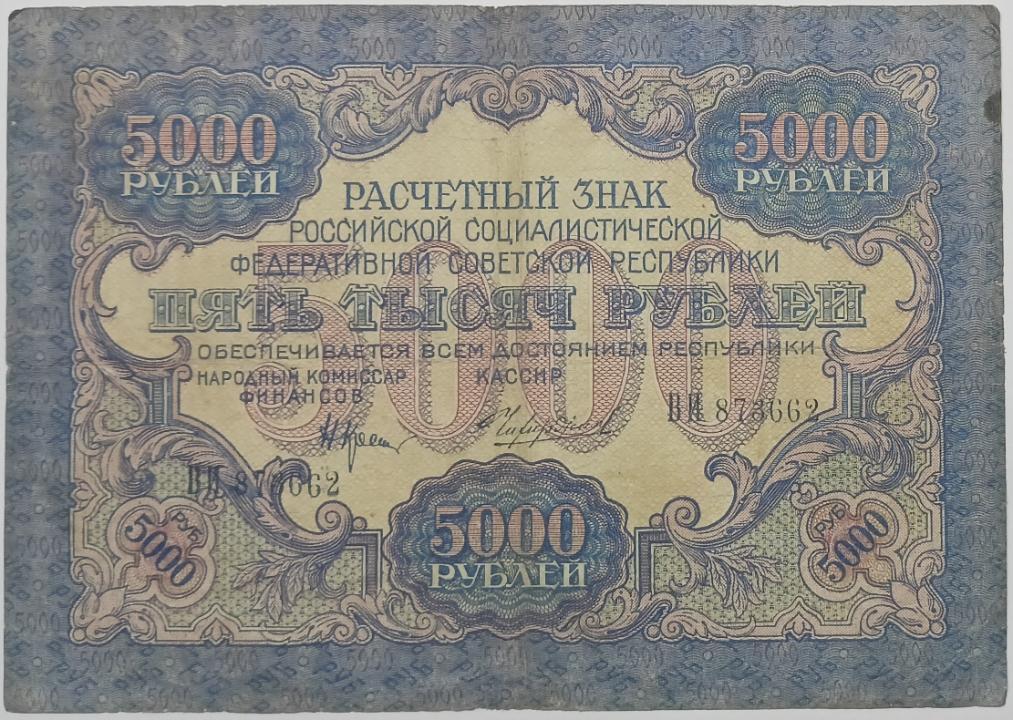 5000 5000
РУБЛЕЙ РУБЛЕЙ
РАСЧЕТНЫЙ ЗНАК
РОССИЙСКОЙ СОЦИАЛИСТИЧЕСКОЙ
ФЕДЕРАТИВНОЙ СОВЕТСКОЙ РЕСПУБЛИКИ
5000
ПЯТЬ ТЫСЯЧ РУБЛЕЙ
ОБЕСПЕЧИВАЕТСЯ ВСЕМ ДОСТОЯНИЕМ РЕСПУБЛИКИ
НАРОДНЫЙ КОМИССАР
ФИНАНСОВ
КАССИР
ВИ 873662
ВИ 873662
5000
РУБЛЕЙ
РУБ
5000
РУБ
5000